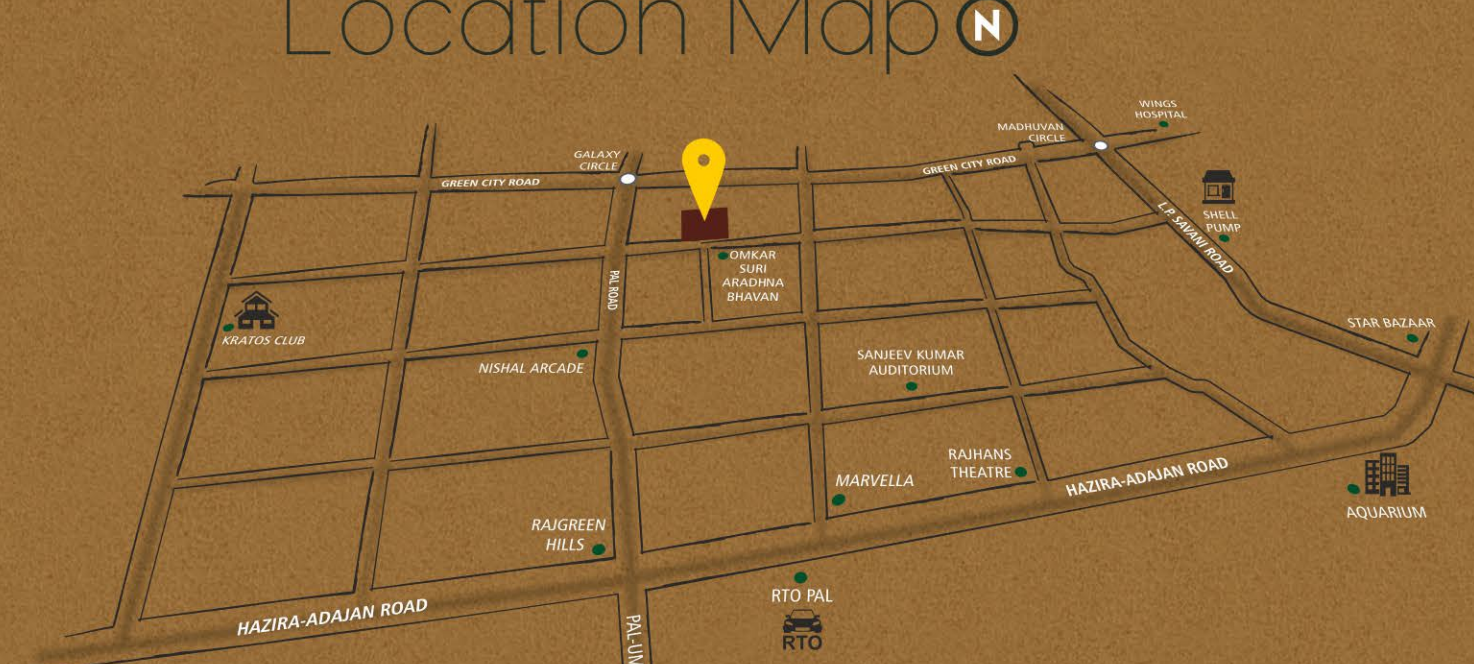 Location Map N
WINGS
HOSPITAL
MADHUVAN
CIRCLE
GALAXY
CIRCLE
GREEN CITY ROAD
GREEN CITY ROAD
SHELL
PUMP
L.P. SAVANI ROAD
OMKAR
SURI
ARADHNA
BHAVAN
PAL ROAD
KRATOS CLUB
STAR BAZAAR
NISHAL ARCADE
SANJEEV KUMAR
AUDITORIUM
RAJHANS
THEATRE
MARVELLA
HAZIRA-ADAJAN ROAD
AQUARIUM
RAJGREEN
HILLS
RTO PAL
RTO
HAZIRA-ADAJAN ROAD